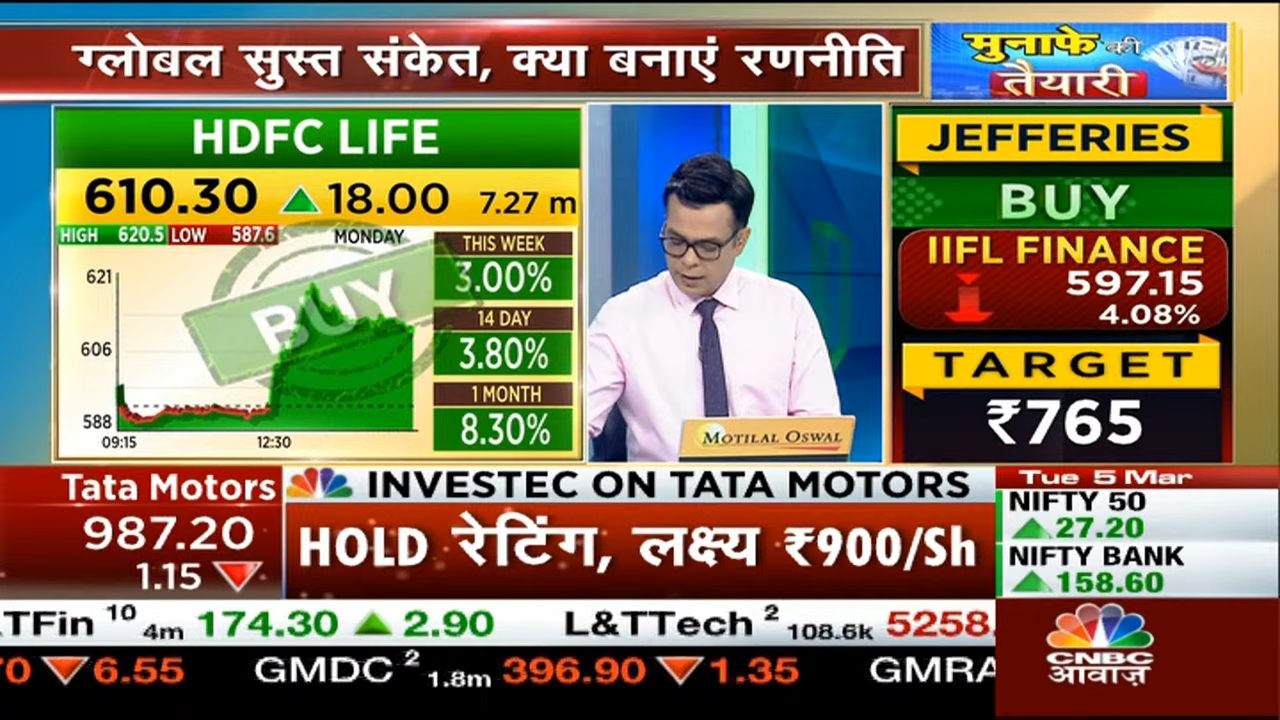 ग्लोबल सुस्त संकेत, क्या बनाएं रणनीति
मुनाफे की
तैयारी
HDFC LIFE
610.30 18.00 7.27 m
HIGH 620.5 LOW 587.6 MONDAY
621
606
588
09:15 12:30
BUY
THIS WEEK
3.00%
14 DAY
3.80%
1 MONTH
8.30%
MOTILAL OSWAL
JEFFERIES
BUY
IIFL FINANCE
597.15
4.08%
TARGET
₹765
Tata Motors
987.20
1.15
INVESTEC ON TATA MOTORS
HOLD रेटिंग, लक्ष्य ₹900/Sh
Tue 5 Mar
NIFTY 50
27.20
NIFTY BANK
158.60
TFin 10 4m 174.30 2.90 L&TTech 2 108.6k 5258.
0 6.55 GMDC 2 1.8m 396.90 1.35 GMRA
CNBC
आवाज़